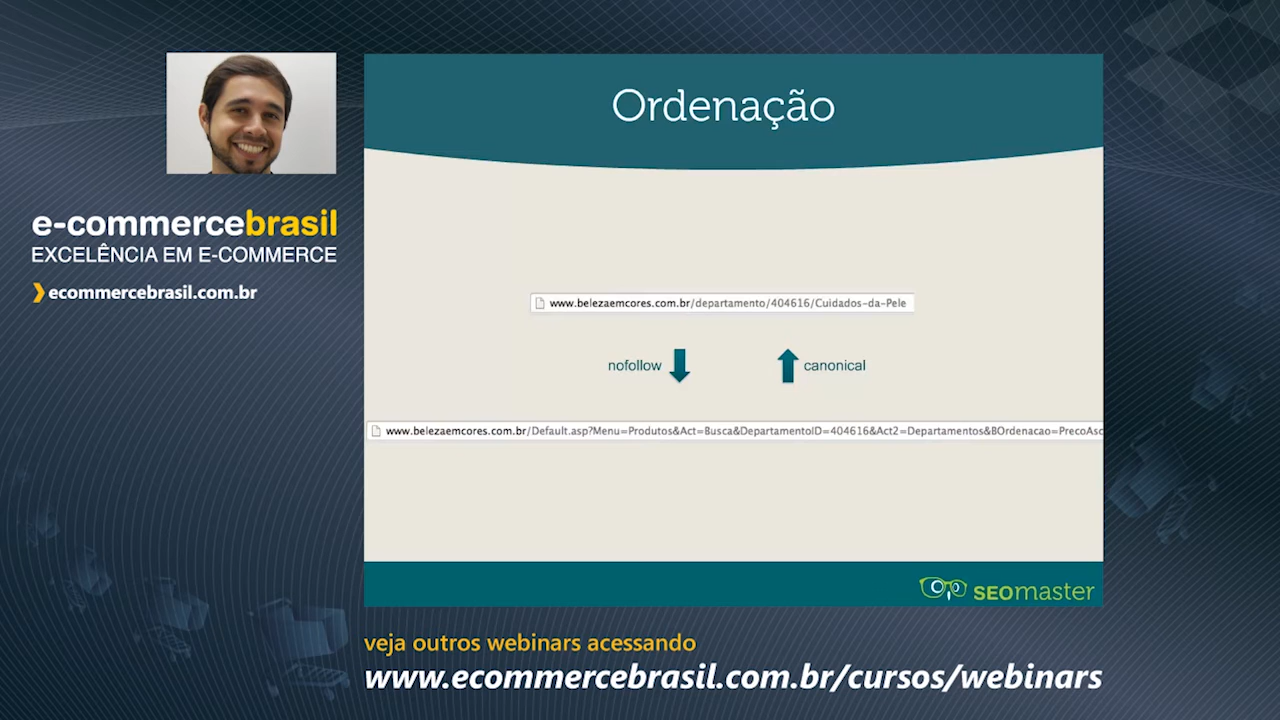 Ordenação
e-commercebrasil
EXCELÊNCIA EM E-COMMERCE
ecommercebrasil.com.br
www.belezaemcores.com.br/departamento/404616/Cuidados-da-Pele
nofollow
canonical
www.belezaemcores.com.br/Default.asp?Menu=Produtos&Act=Busca&DepartamentoID=404616&Act2=Departamentos&BOrdenacao=PrecoAsc
SEOmaster
veja outros webinars acessando
www.ecommercebrasil.com.br/cursos/webinars